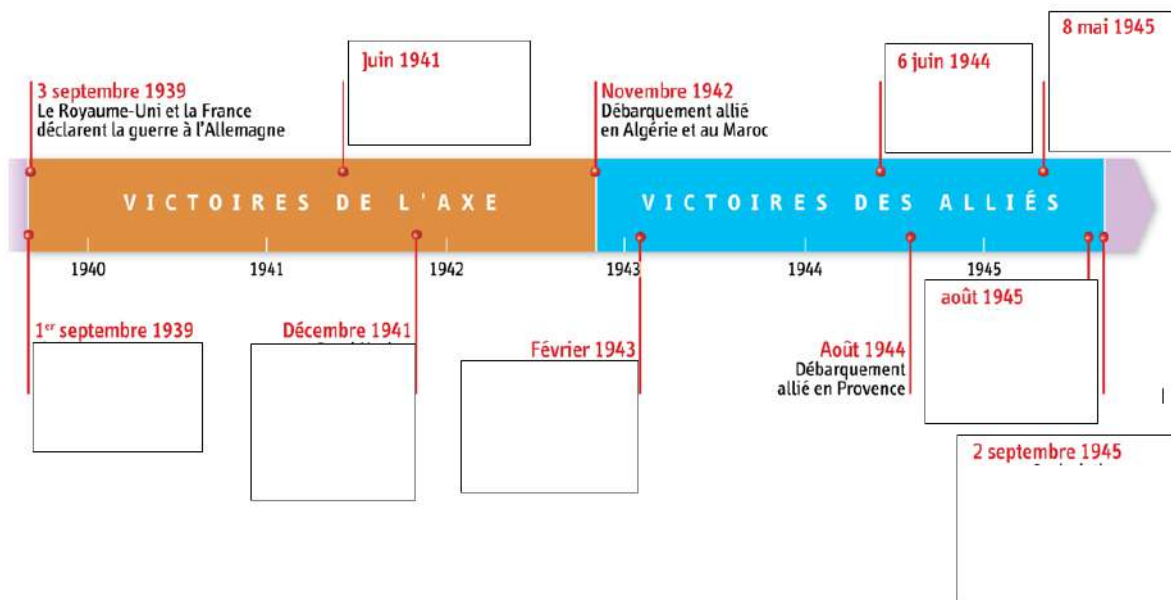 8 mai 1945
Juin 1941
6 juin 1944
3 septembre 1939
Le Royaume-Uni et la France
déclarent la guerre à l'Allemagne
Novembre 1942
Débarquement allié
en Algérie et au Maroc
VICTOIRES DE L'AXE
VICTOIRES DES ALLIÉS
1940
1941
1942
1943
1944
1945
août 1945
1er septembre 1939
Décembre 1941
Février 1943
Août 1944
Débarquement
allié en Provence
2 septembre 1945